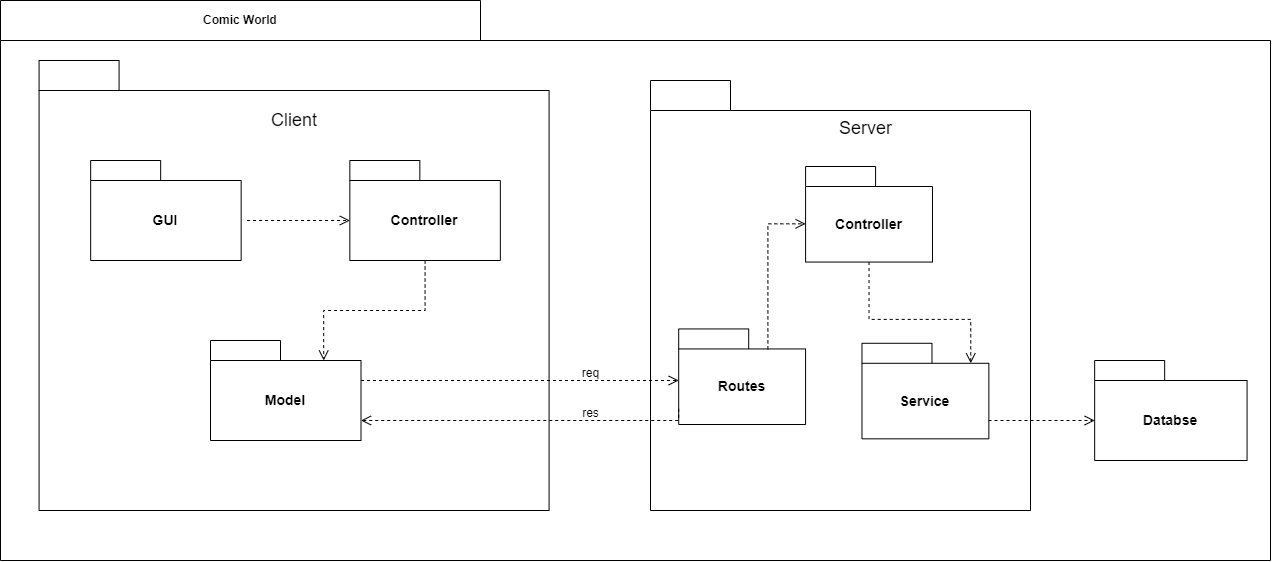 Comic World
Client
Server
GUI
Controller
Controller
Model
req
res
Routes
Service
Databse